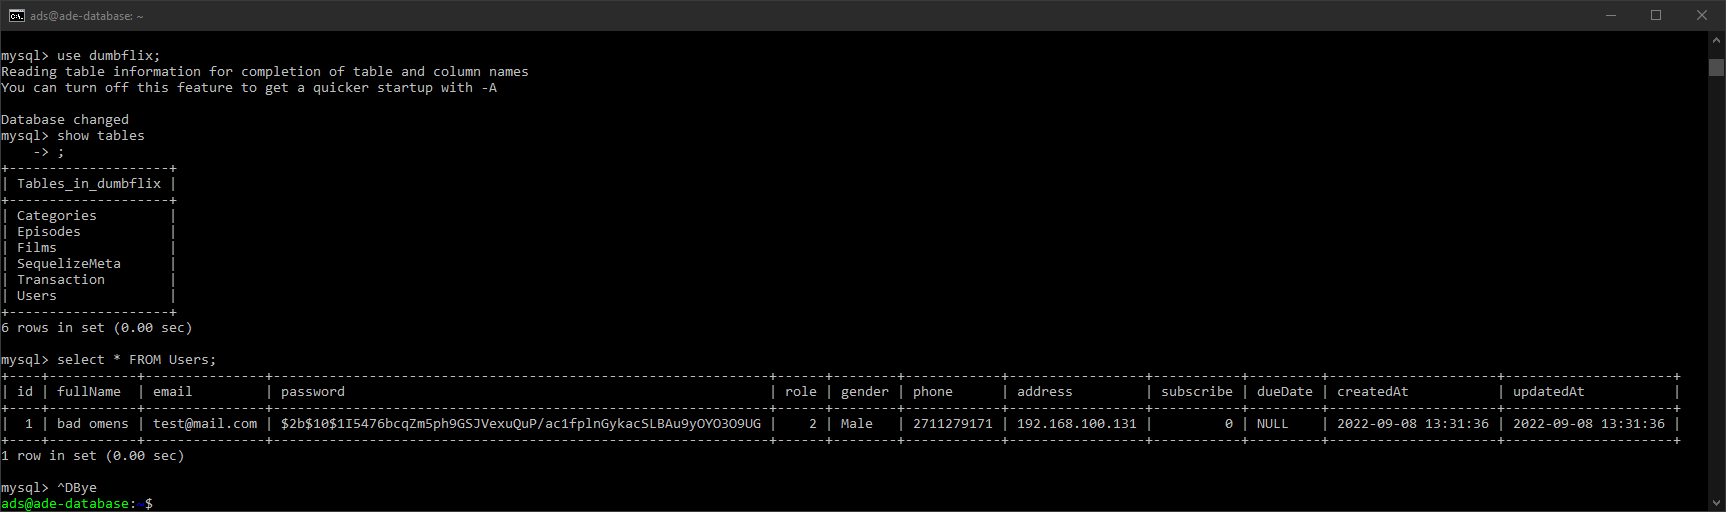 ads@ade-database: ~
mysql> use dumbflix;
Reading table information for completion of table and column names
You can turn off this feature to get a quicker startup with -A
Database changed
mysql> show tables
    -> ;
+--------------------+
| Tables_in_dumbflix |
+--------------------+
| Categories         |
| Episodes           |
| Films              |
| SequelizeMeta      |
| Transaction        |
| Users              |
+--------------------+
6 rows in set (0.00 sec)
mysql> select * FROM Users;
+----+-----------+---------------+--------------------------------------------------------------+------+--------+------------+-----------------+-----------+---------+---------------------+---------------------+
| id | fullName  | email         | password                                                     | role | gender | phone      | address         | subscribe | dueDate | createdAt           | updatedAt           |
+----+-----------+---------------+--------------------------------------------------------------+------+--------+------------+-----------------+-----------+---------+---------------------+---------------------+
|  1 | bad omens | test@mail.com | $2b$10$1I5476bcqZm5ph9GSJVexuQuP/ac1fplnGykacSLBAu9yOYO3O9UG |    2 | Male   | 2711279171 | 192.168.100.131 |         0 | NULL    | 2022-09-08 13:31:36 | 2022-09-08 13:31:36 |
+----+-----------+---------------+--------------------------------------------------------------+------+--------+------------+-----------------+-----------+---------+---------------------+---------------------+
1 row in set (0.00 sec)
mysql> ^DBye
ads@ade-database:~$